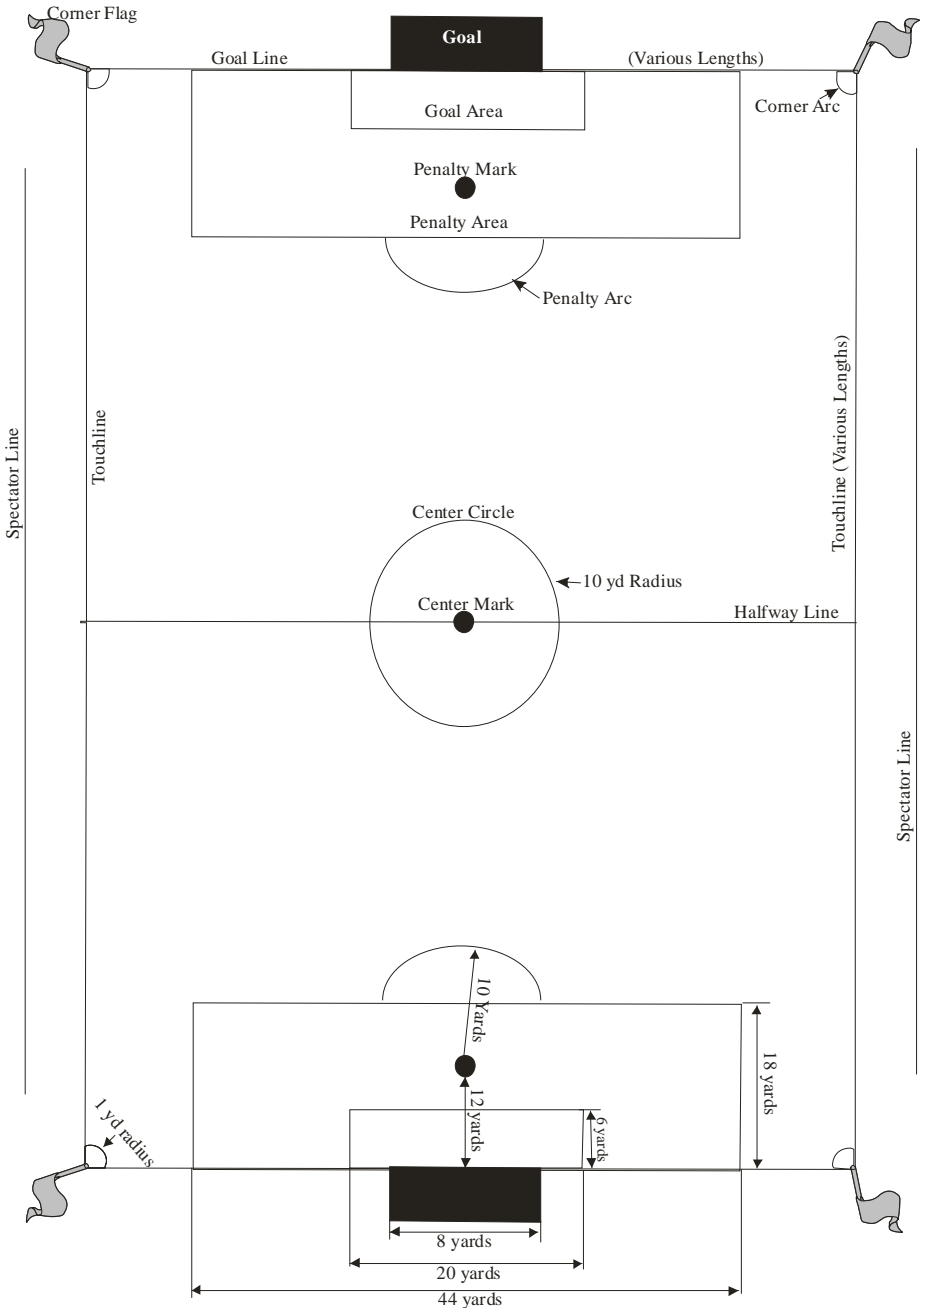 Corner Flag
Goal
Goal Line
(Various Lengths)
Corner Arc
Goal Area
Penalty Mark
Penalty Area
Penalty Arc
Touchline (Various Lengths)
Touchline
Spectator Line
Center Circle
10 yd Radius
Center Mark
Halfway Line
Spectator Line
10 Yards
18 yards
12 yards
6 yards
1 yd radius
8 yards
20 yards
44 yards